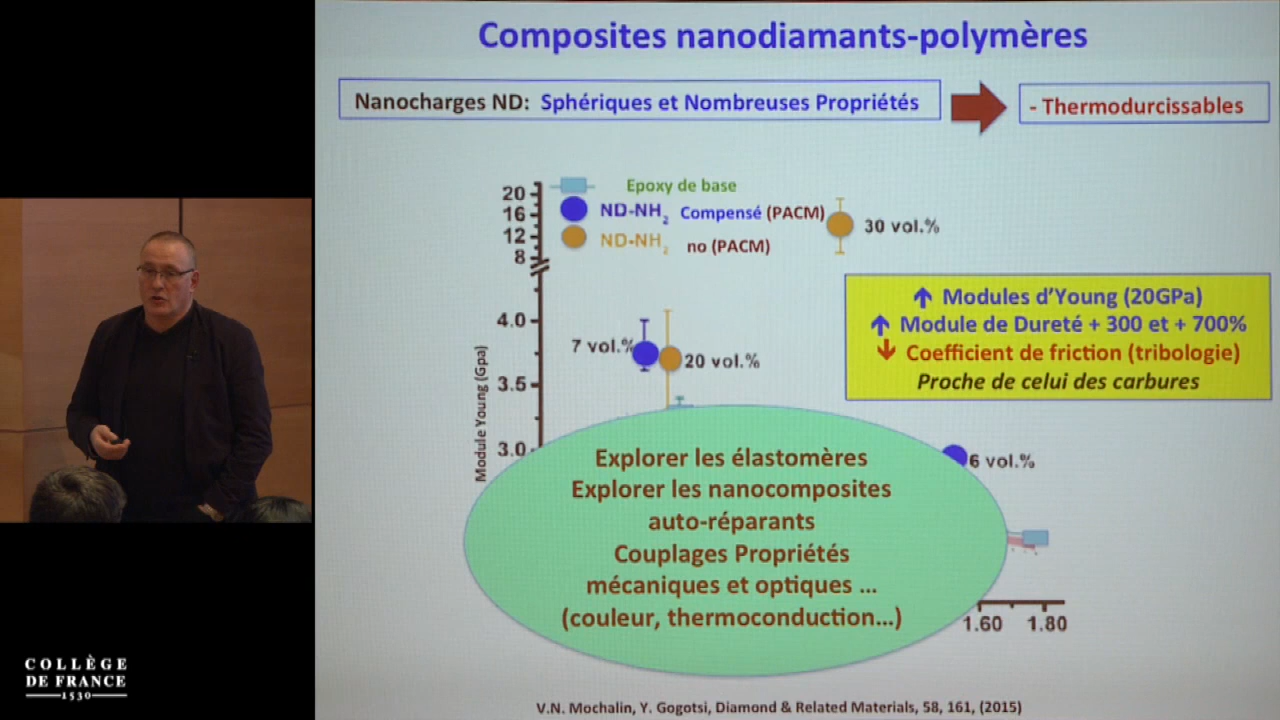 Composites nanodiamants-polymères
Nanocharges ND: Sphériques et Nombreuses Propriétés
- Thermodurcissables
Epoxy de base
ND-NH2 Compensé (PACM)
ND-NH2 no (PACM)
20
16
12
8
4.0
3.5
3.0
Module Young (Gpa)
30 vol.%
7 vol.%
20 vol.%
6 vol.%
↑ Modules d'Young (20GPa)
↑ Module de Dureté + 300 et + 700%
↓ Coefficient de friction (tribologie)
Proche de celui des carbures
Explorer les élastomères
Explorer les nanocomposites
auto-réparants
Couplages Propriétés
mécaniques et optiques ...
(couleur, thermoconduction...)
1.60 1.80
V.N. Mochalin, Y. Gogotsi, Diamond & Related Materials, 58, 161, (2015)
COLLÈGE
DE FRANCE
1530